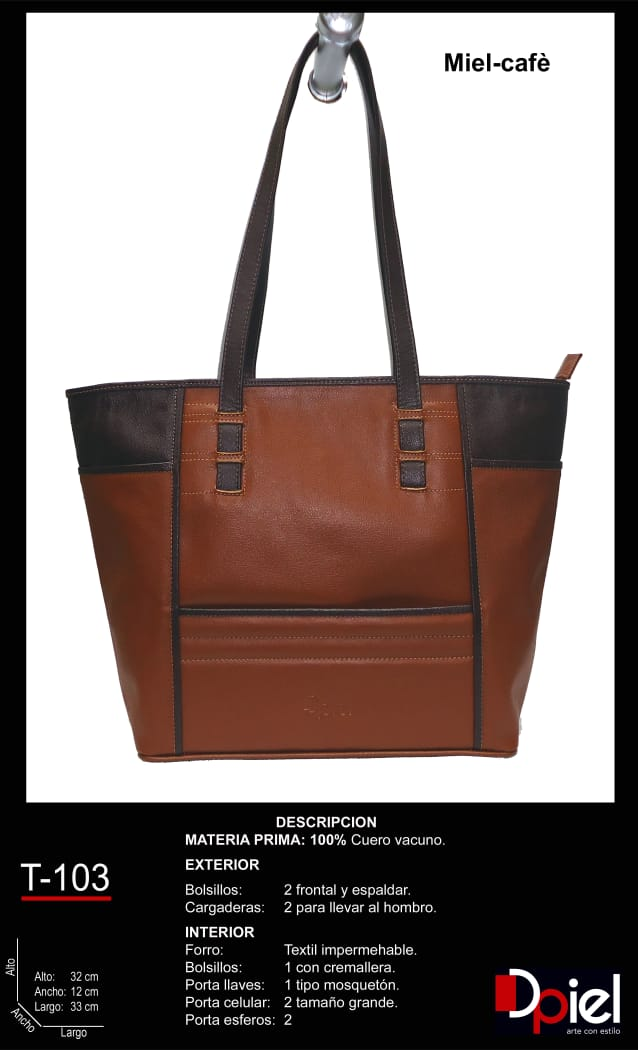 Miel-cafè
Dpiel
DESCRIPCION
MATERIA PRIMA: 100% Cuero vacuno.
T-103
EXTERIOR
Bolsillos: 2 frontal y espaldar.
Cargaderas: 2 para llevar al hombro.
INTERIOR
Forro: Textil impermehable.
Bolsillos: 1 con cremallera.
Porta llaves: 1 tipo mosquetón.
Porta celular: 2 tamaño grande.
Porta esferos: 2
Alto
Ancho
Largo
Alto: 32 cm
Ancho: 12 cm
Largo: 33 cm
Dpiel
arte con estilo